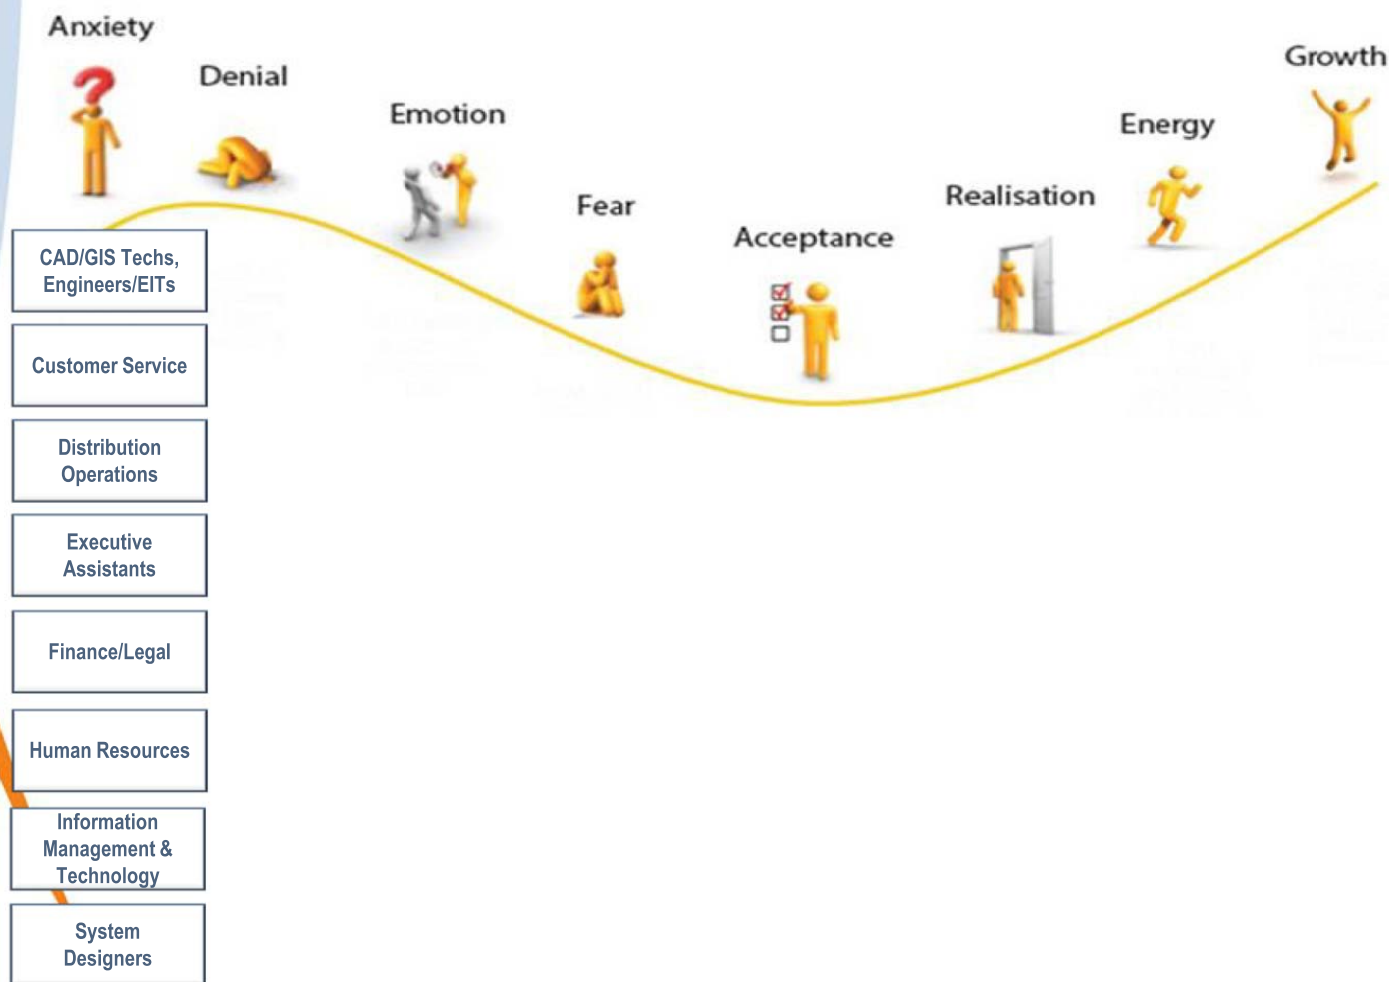 Anxiety
Denial
Emotion
Fear
Acceptance
Realisation
Energy
Growth
CAD/GIS Techs,
Engineers/EITs
Customer Service
Distribution
Operations
Executive
Assistants
Finance/Legal
Human Resources
Information
Management &
Technology
System
Designers